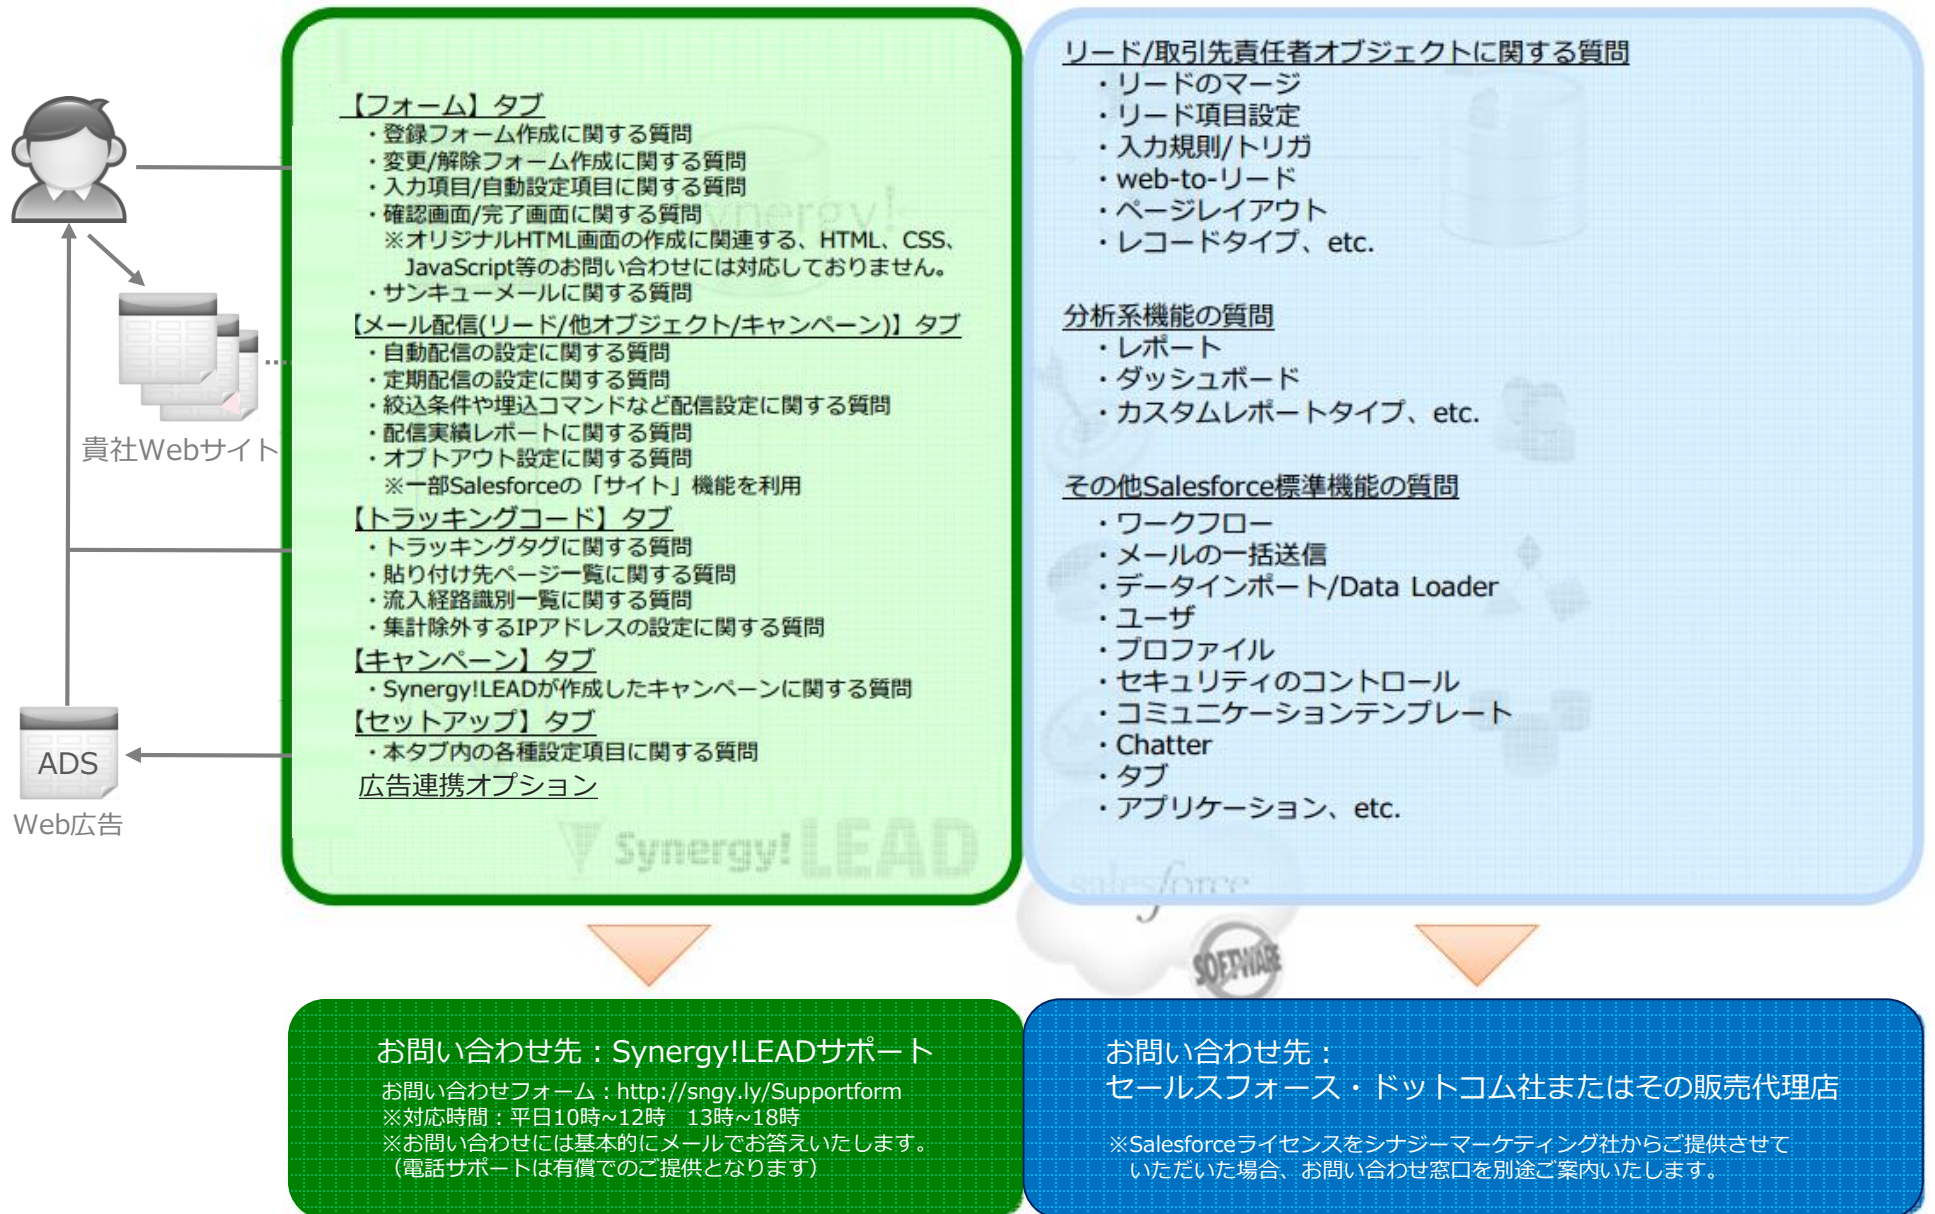 【フォーム】タブ
・登録フォーム作成に関する質問
・変更/解除フォーム作成に関する質問
・入力項目/自動設定項目に関する質問
・確認画面/完了画面に関する質問
※オリジナルHTML画面の作成に関連する、HTML、CSS、
JavaScript等のお問い合わせには対応しておりません。
・サンキューメールに関する質問
【メール配信(リード/他オブジェクト/キャンペーン)】タブ
・自動配信の設定に関する質問
・定期配信の設定に関する質問
・絞込条件や埋込コマンドなど配信設定に関する質問
・配信実績レポートに関する質問
・オプトアウト設定に関する質問
※一部Salesforceの「サイト」機能を利用
【トラッキングコード】タブ
・トラッキングタグに関する質問
・貼り付け先ページ一覧に関する質問
・流入経路識別一覧に関する質問
・集計除外するIPアドレスの設定に関する質問
【キャンペーン】タブ
・Synergy!LEADが作成したキャンペーンに関する質問
【セットアップ】タブ
・本タブ内の各種設定項目に関する質問
広告連携オプション
Synergy!
Synergy!LEAD
貴社Webサイト
ADS
Web広告
リード/取引先責任者オブジェクトに関する質問
・リードのマージ
・リード項目設定
・入力規則/トリガ
・web-to-リード
・ページレイアウト
・レコードタイプ、etc.
分析系機能の質問
・レポート
・ダッシュボード
・カスタムレポートタイプ、etc.
その他Salesforce標準機能の質問
・ワークフロー
・メールの一括送信
・データインポート/Data Loader
・ユーザ
・プロファイル
・セキュリティのコントロール
・コミュニケーションテンプレート
・Chatter
・タブ
・アプリケーション、etc.
salesforce
SOFTWARE
お問い合わせ先：Synergy!LEADサポート
お問い合わせフォーム：http://sngy.ly/Supportform
※対応時間：平日10時~12時　13時~18時
※お問い合わせには基本的にメールでお答えいたします。
（電話サポートは有償でのご提供となります）
お問い合わせ先：
セールスフォース・ドットコム社またはその販売代理店
※Salesforceライセンスをシナジーマーケティング社からご提供させて
いただいた場合、お問い合わせ窓口を別途ご案内いたします。